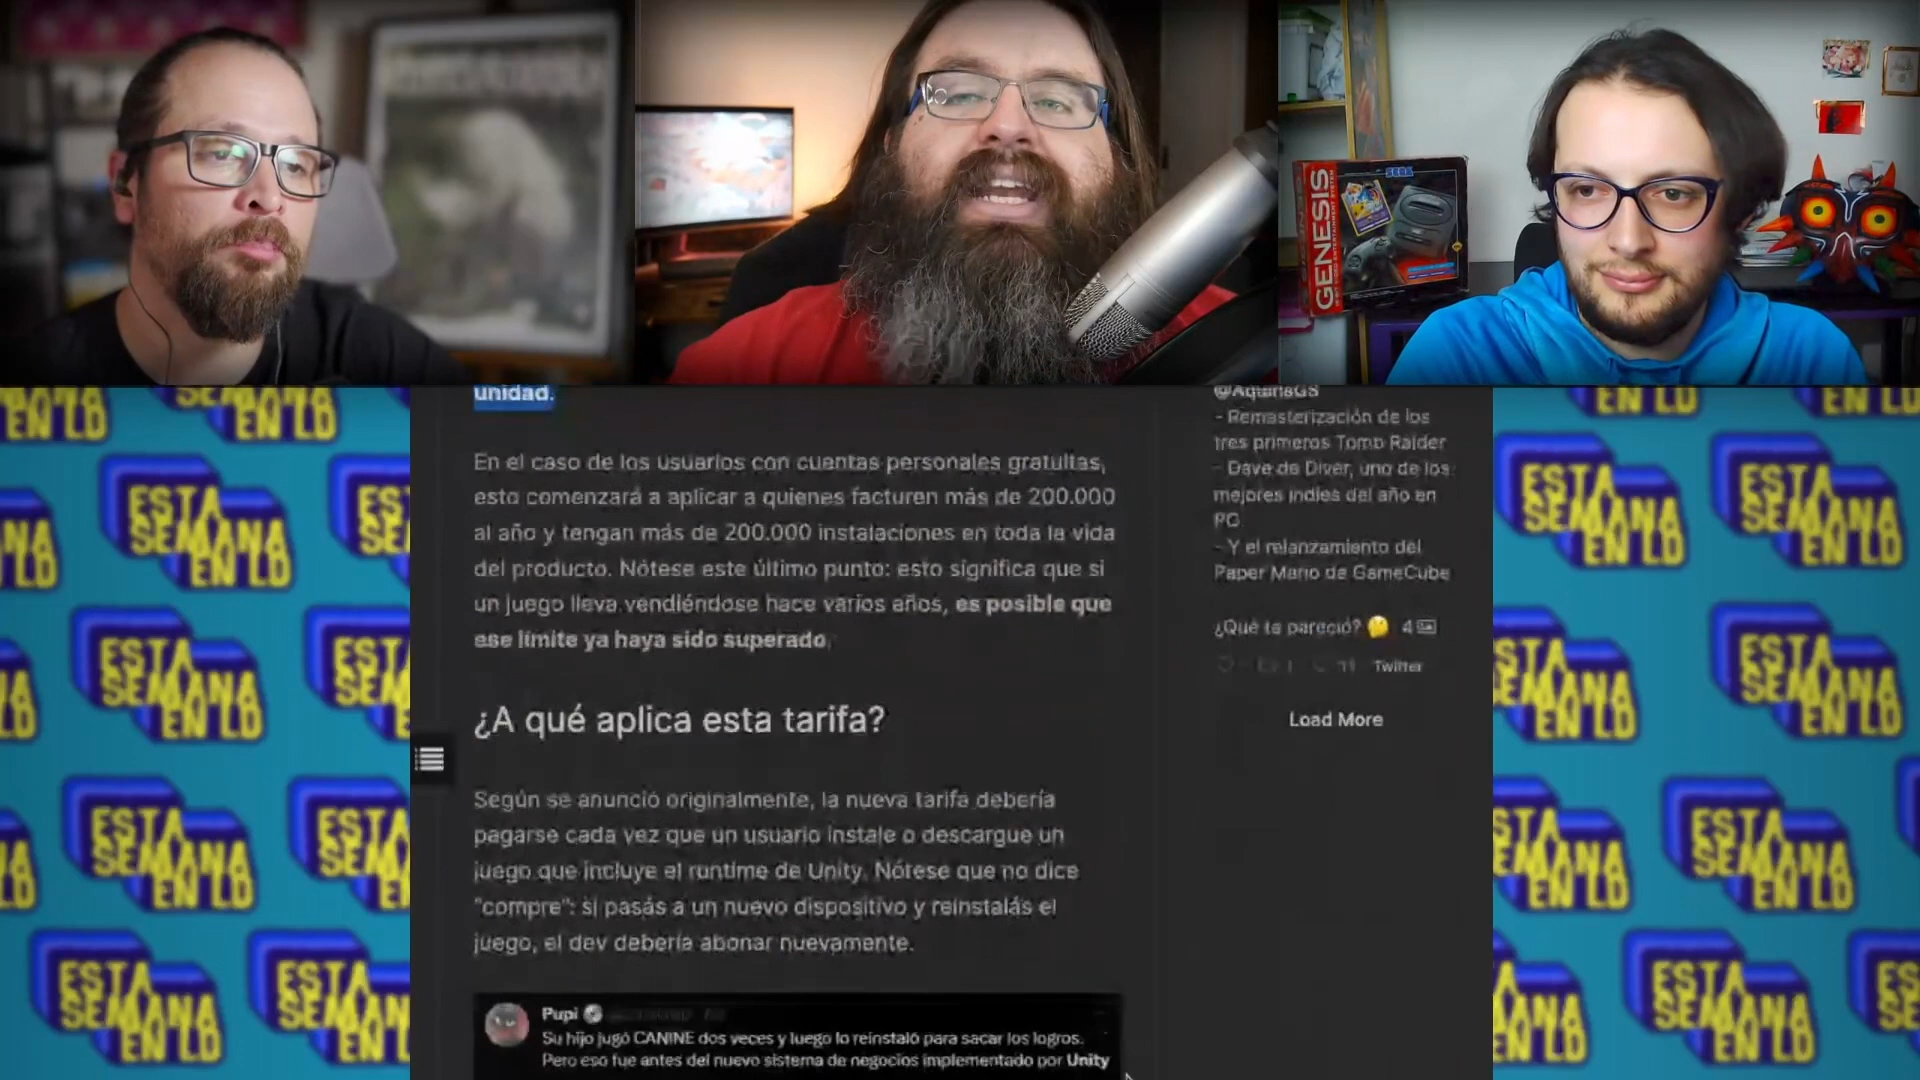 SEGA
GENESIS
unidad.
En el caso de los usuarios con cuentas personales gratuitas,
esto comenzará a aplicar a quienes facturen más de 200.000
al año y tengan más de 200.000 instalaciones en toda la vida
del producto. Nótese este último punto: esto significa que si
un juego lleva vendiéndose hace varios años, es posible que
ese límite ya haya sido superado.
¿A qué aplica esta tarifa?
Según se anunció originalmente, la nueva tarifa debería
pagarse cada vez que un usuario instale o descargue un
juego que incluye el runtime de Unity. Nótese que no dice
"compre": si pasás a un nuevo dispositivo y reinstalás el
juego, el dev debería abonar nuevamente.
Pupi
Su hijo jugó CANINE dos veces y luego lo reinstaló para sacar los logros.
Pero eso fue antes del nuevo sistema de negocios implementado por Unity
- Remasterización de los
tres primeros Tomb Raider
- Dave de Diver, uno de los
mejores indies del año en
PC
- Y el relanzamiento del
Paper Mario de GameCube
¿Qué te pareció? 🤔 4
Twitter
Load More
ESTA
SEMANA
EN LD